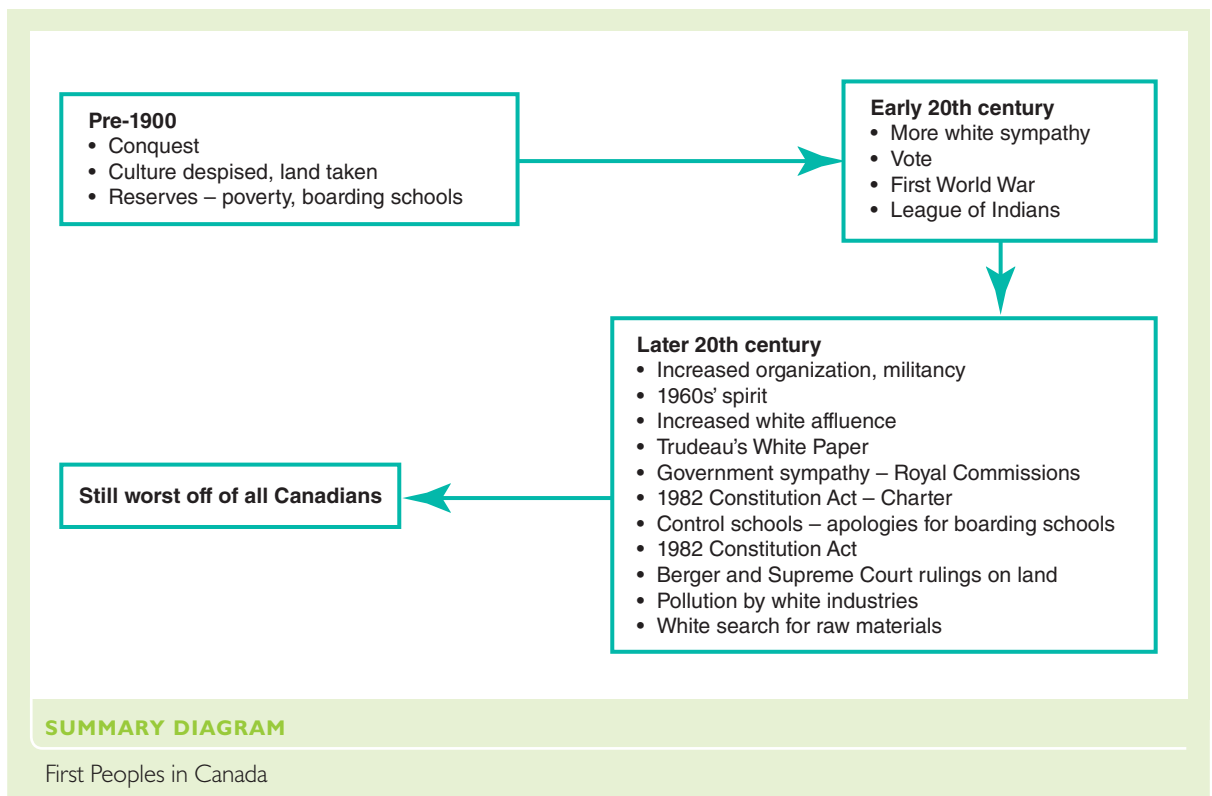 Pre-1900
• Conquest
• Culture despised, land taken
• Reserves – poverty, boarding schools
Early 20th century
• More white sympathy
• Vote
• First World War
• League of Indians
Later 20th century
• Increased organization, militancy
• 1960s’ spirit
• Increased white affluence
• Trudeau’s White Paper
• Government sympathy – Royal Commissions
• 1982 Constitution Act – Charter
• Control schools – apologies for boarding schools
• 1982 Constitution Act
• Berger and Supreme Court rulings on land
• Pollution by white industries
• White search for raw materials
Still worst off of all Canadians
SUMMARY DIAGRAM
First Peoples in Canada